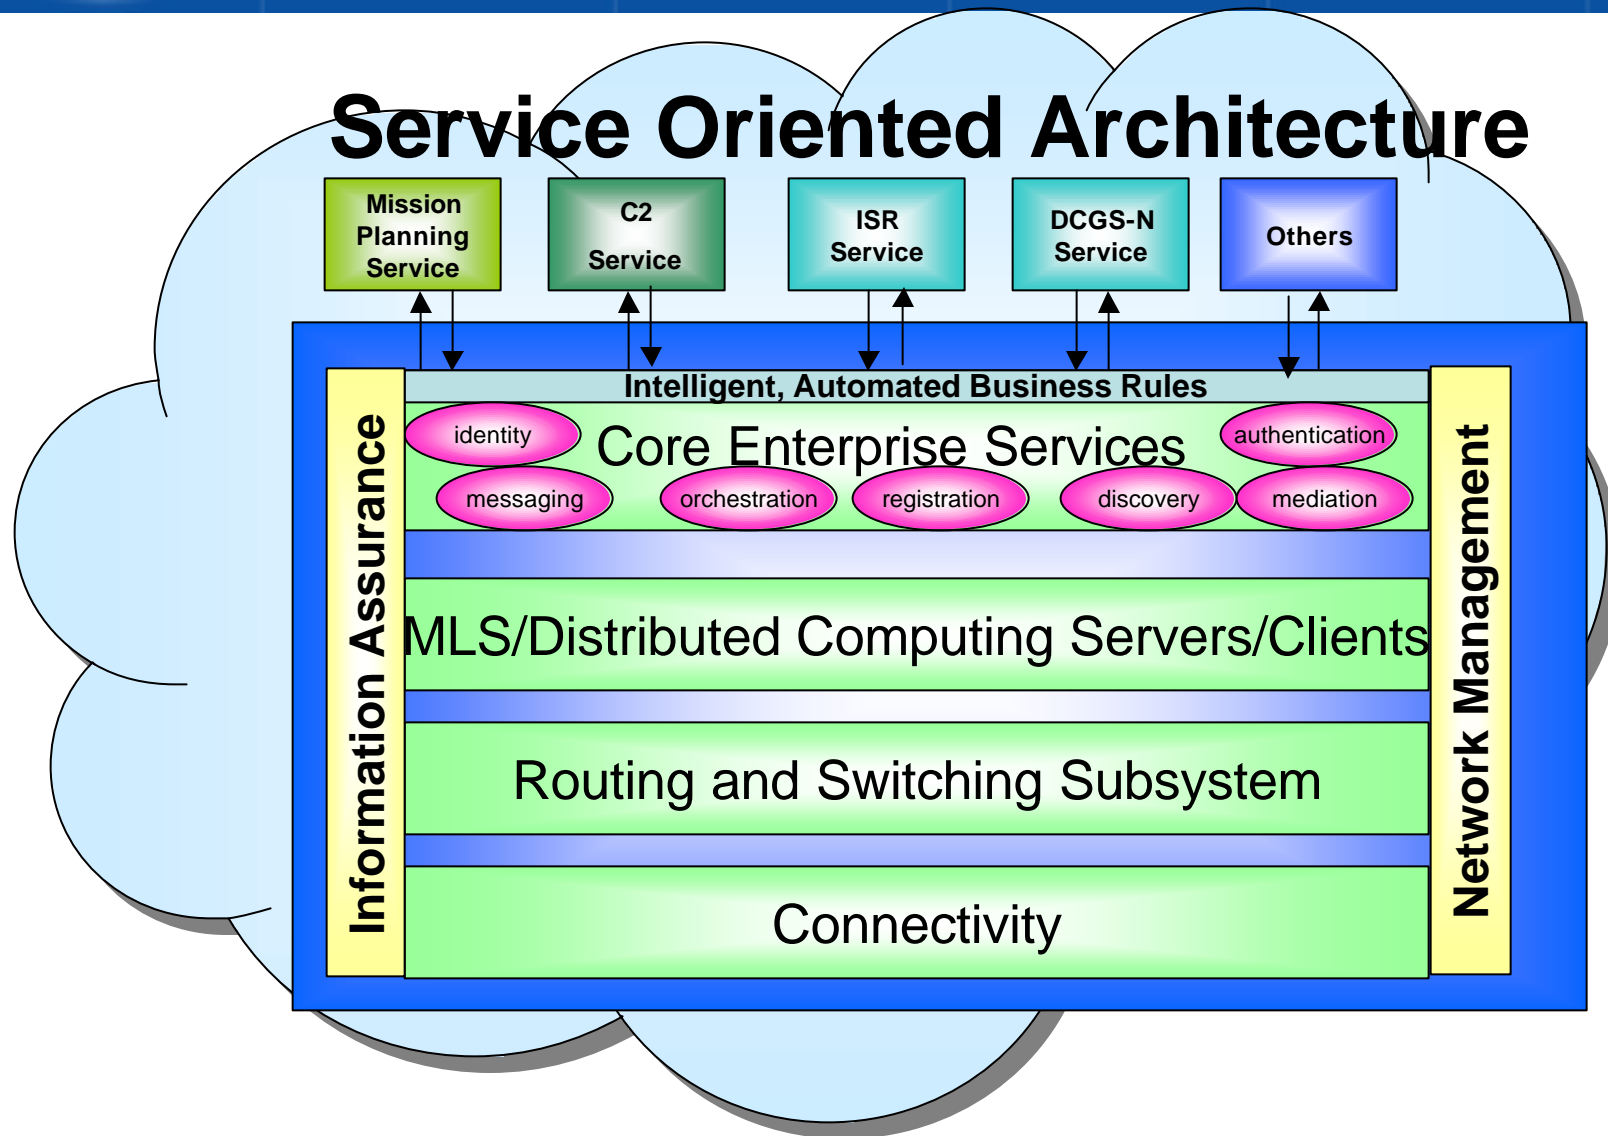 Service Oriented Architecture
Mission
Planning
Service
C2
Service
ISR
Service
DCGS-N
Service
Others
Intelligent, Automated Business Rules
Information Assurance
Network Management
identity
Core Enterprise Services
authentication
messaging
orchestration
registration
discovery
mediation
MLS/Distributed Computing Servers/Clients
Routing and Switching Subsystem
Connectivity